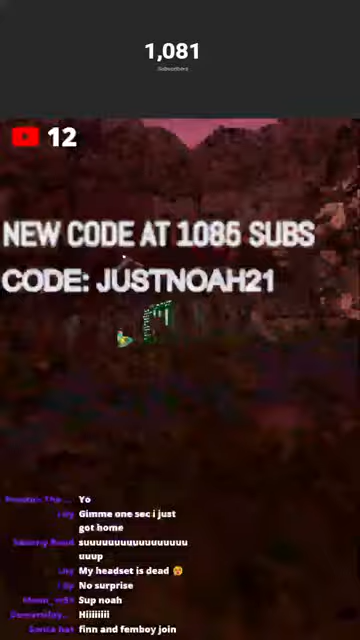 1,081
Subscribers
12
NEW CODE AT 1085 SUBS
CODE: JUSTNOAH21
Yo
Gimme one sec i just
got home
suuuuuuuuuuuuuuuuu
uuup
My headset is dead 😢
No surprise
Sup noah
Hiiiiiiii
finn and femboy join